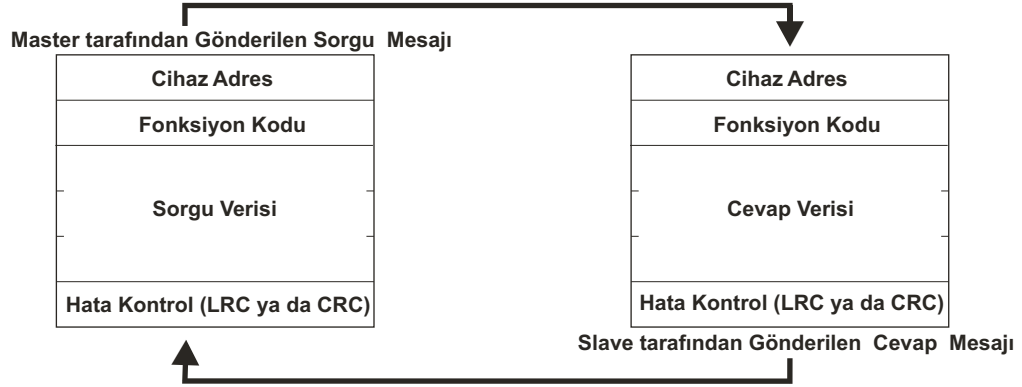 Master tarafından Gönderilen Sorgu Mesajı
Cihaz Adres
Fonksiyon Kodu
Sorgu Verisi
Hata Kontrol (LRC ya da CRC)
Cihaz Adres
Fonksiyon Kodu
Cevap Verisi
Hata Kontrol (LRC ya da CRC)
Slave tarafından Gönderilen Cevap Mesajı